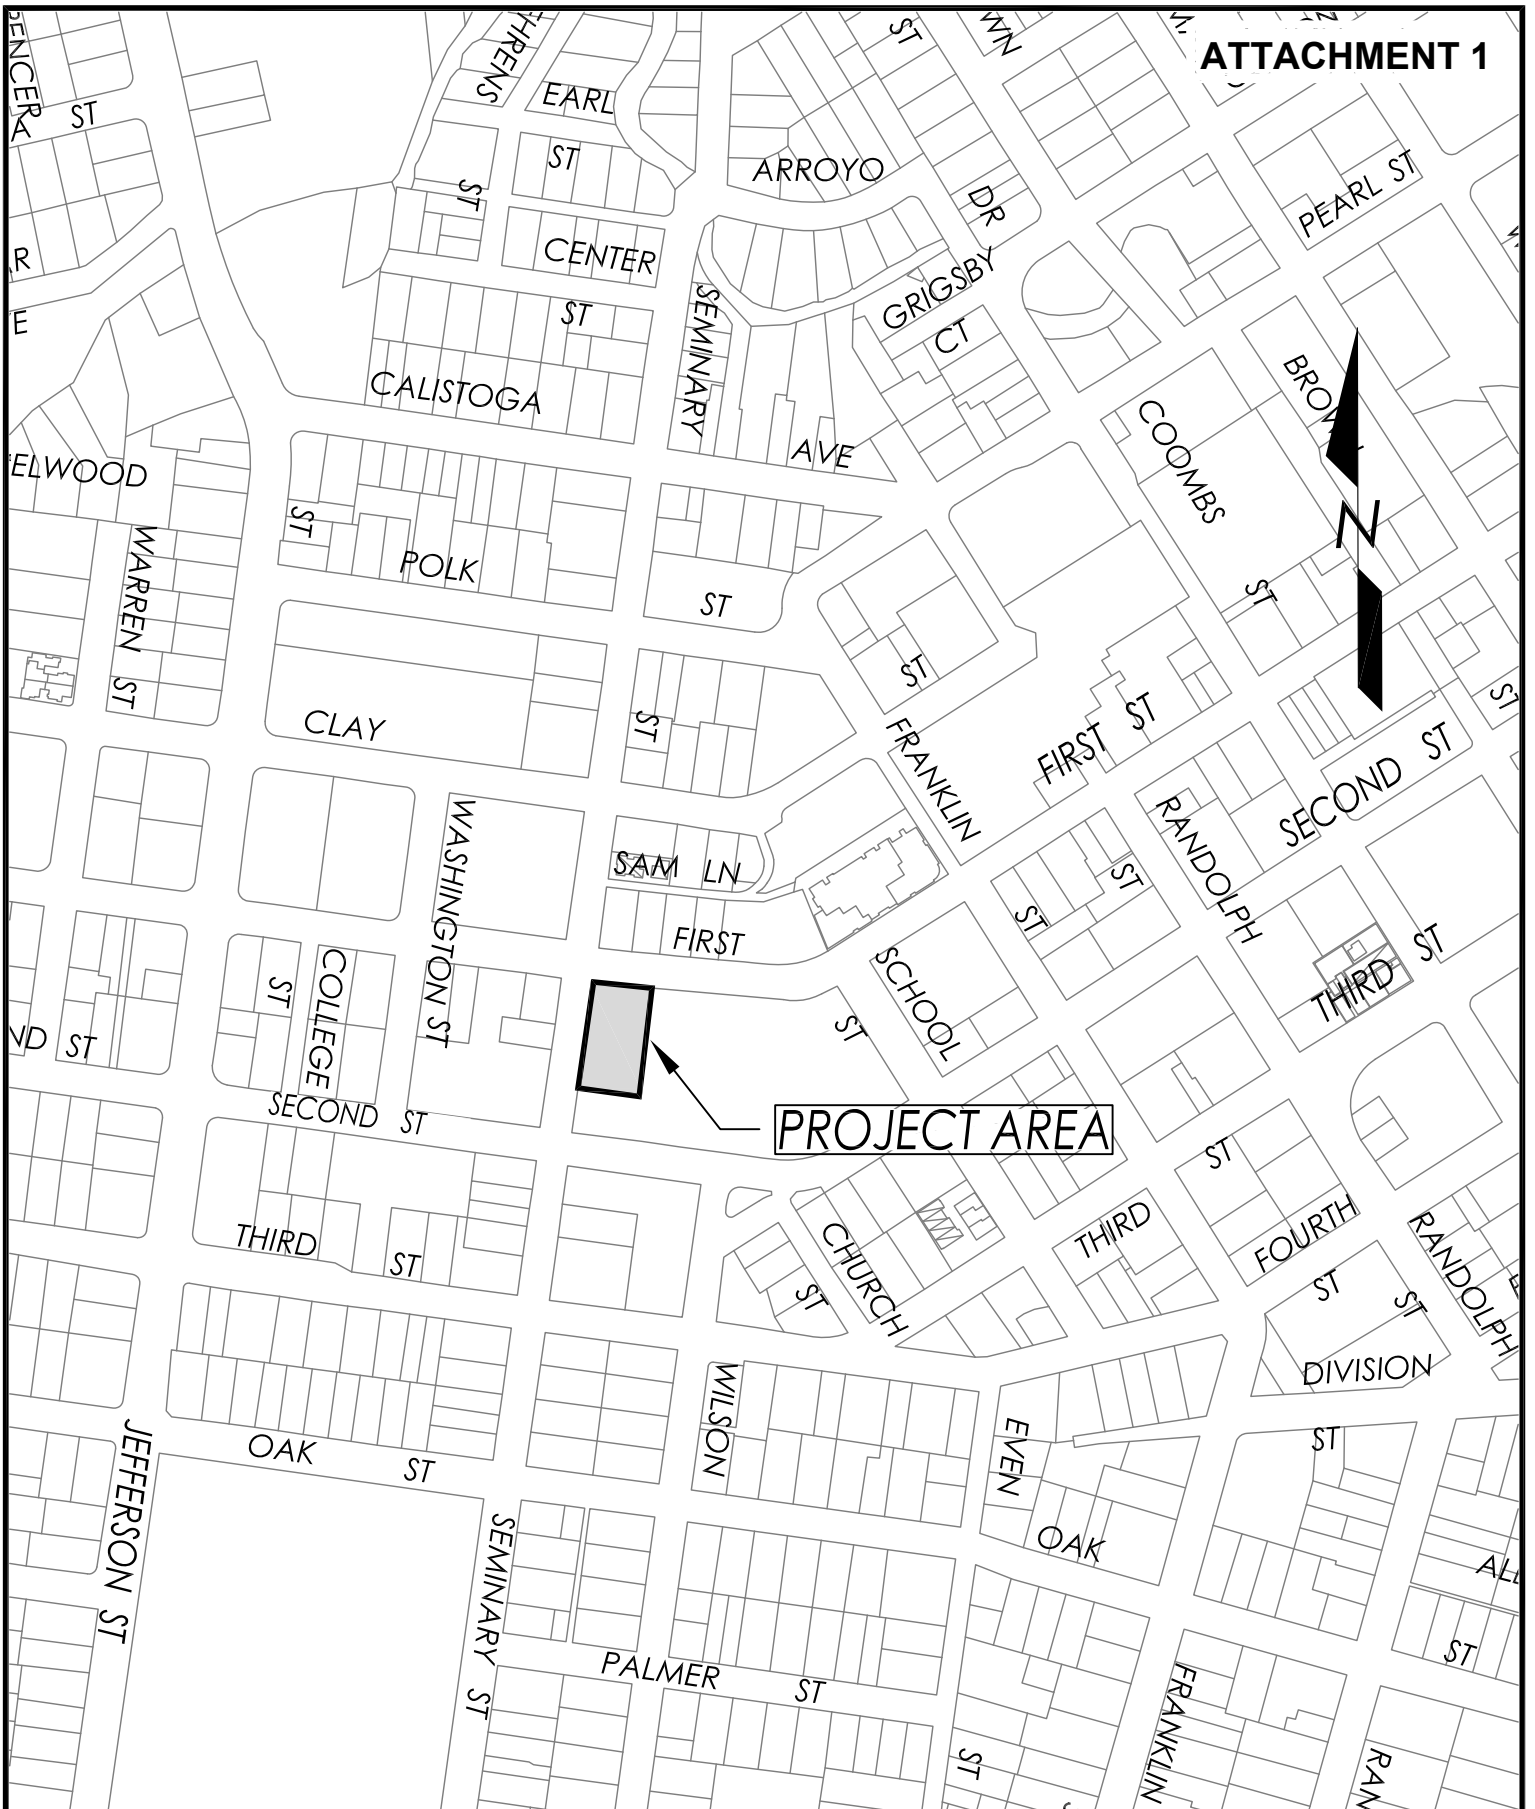 ATTACHMENT 1
ST
EARL
ST
ST
ARROYO
DR
PEARL ST
CENTER
ST
GRIGSBY
CT
SEMINARY
CALISTOGA
AVE
COOMBS
ST
ST
POLK
ST
WARREN
ST
N
CLAY
ST
ST
FRANKLIN
FIRST ST
SECOND ST
ST
WASHINGTON ST
SAM LN
FIRST
RANDOLPH
ST
ST
SCHOOL
ST
THIRD ST
COLLEGE
ST
ST
SECOND ST
PROJECT AREA
THIRD
ST
CHURCH
ST
THIRD
ST
FOURTH
ST
RANDOLPH
ST
DIVISION
ST
WILSON
EVEN
OAK ST
OAK
JEFFERSON ST
SEMINARY ST
PALMER ST
ST
FRANKLIN
ST